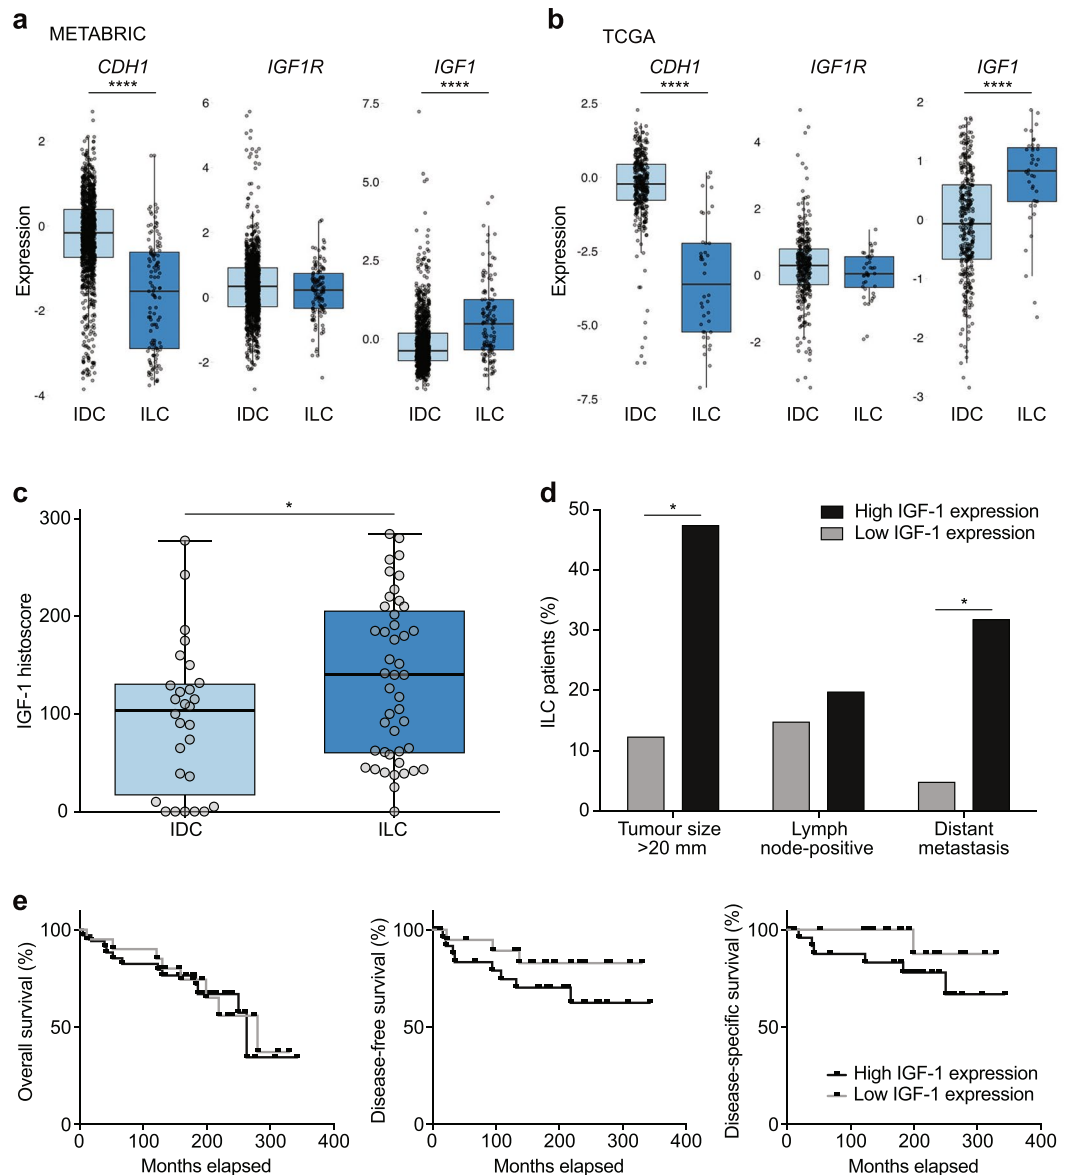 a
METABRIC
CDH1
****
IGF1R
IGF1
****
Expression
2
0
-2
-4
6
4
2
0
-2
7.5
5.0
2.5
0.0
IDC
ILC
IDC
ILC
IDC
ILC
b
TCGA
CDH1
****
IGF1R
IGF1
****
Expression
2.5
0.0
-2.5
-5.0
-7.5
4
2
0
-2
2
1
0
-1
-2
-3
IDC
ILC
IDC
ILC
IDC
ILC
c
*
IGF-1 histoscore
300
200
100
0
IDC
ILC
d
High IGF-1 expression
Low IGF-1 expression
*
*
ILC patients (%)
50
40
30
20
10
0
Tumour size
>20 mm
Lymph
node-positive
Distant
metastasis
e
Overall survival (%)
100
50
0
0
100
200
300
400
Months elapsed
Disease-free survival (%)
100
50
0
0
100
200
300
400
Months elapsed
Disease-specific survival (%)
100
50
0
0
100
200
300
400
Months elapsed
High IGF-1 expression
Low IGF-1 expression